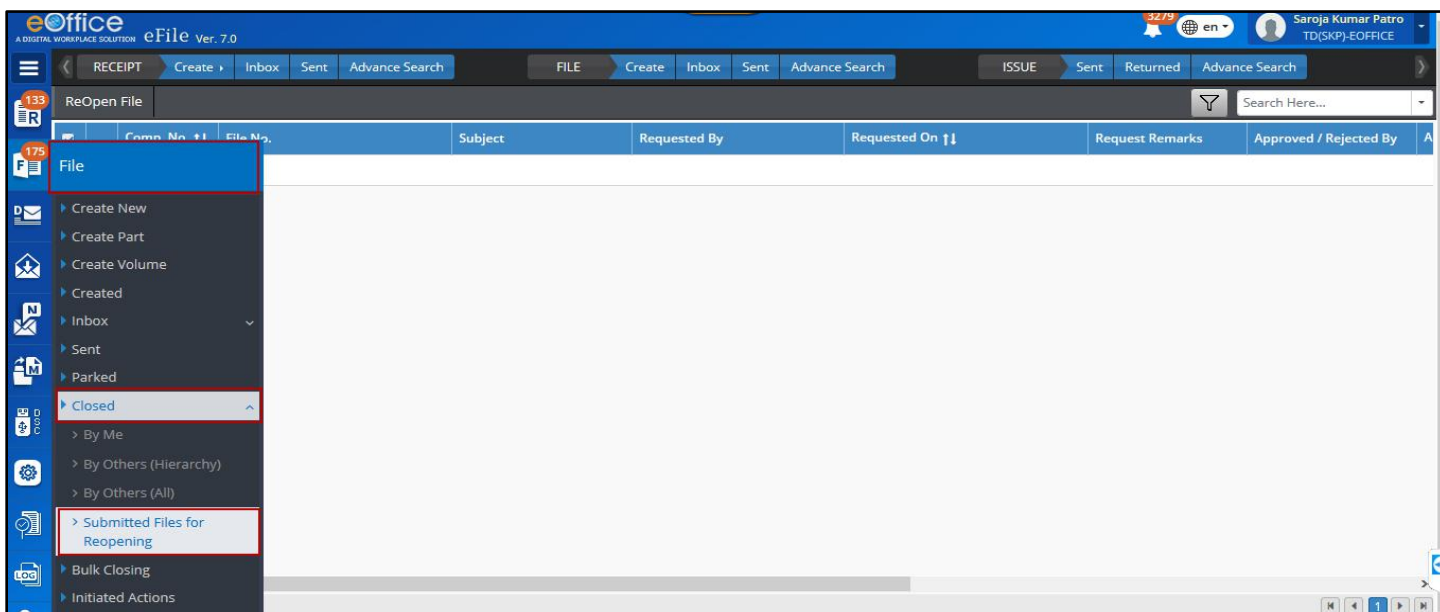 eOffice
A DIGITAL WORKPLACE SOLUTION eFile Ver. 7.0
3279 en Saroja Kumar Patro
TD(SKP)-EOFFICE
RECEIPT Create Inbox Sent Advance Search FILE Create Inbox Sent Advance Search ISSUE Sent Returned Advance Search
133 R ReOpen File Search Here...
Comp. No. File No. Subject Requested By Requested On Request Remarks Approved / Rejected By A
175 F File
Create New
D
Create Part
Create Volume
Created
N Inbox
Sent
M Parked
Closed
DSC
By Me
By Others (Hierarchy)
By Others (All)
Submitted Files for
Reopening
LOG Bulk Closing
Initiated Actions
1